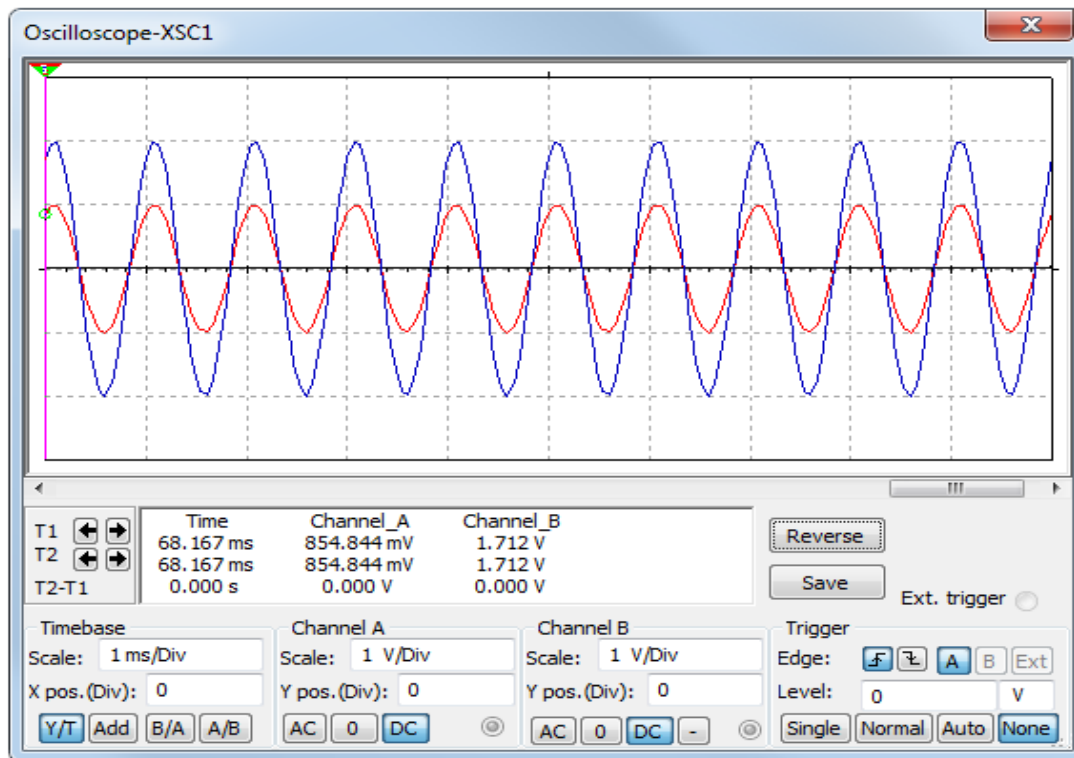 Oscilloscope-XSC1
Time Channel_A Channel_B
T1 68.167 ms 854.844 mV 1.712 V
T2 68.167 ms 854.844 mV 1.712 V
T2-T1 0.000 s 0.000 V 0.000 V
Reverse
Save
Ext. trigger
Timebase
Scale: 1 ms/Div
X pos.(Div): 0
Y/T Add B/A A/B
Channel A
Scale: 1 V/Div
Y pos.(Div): 0
AC 0 DC
Channel B
Scale: 1 V/Div
Y pos.(Div): 0
AC 0 DC -
Trigger
Edge: A B Ext
Level: 0 V
Single Normal Auto None